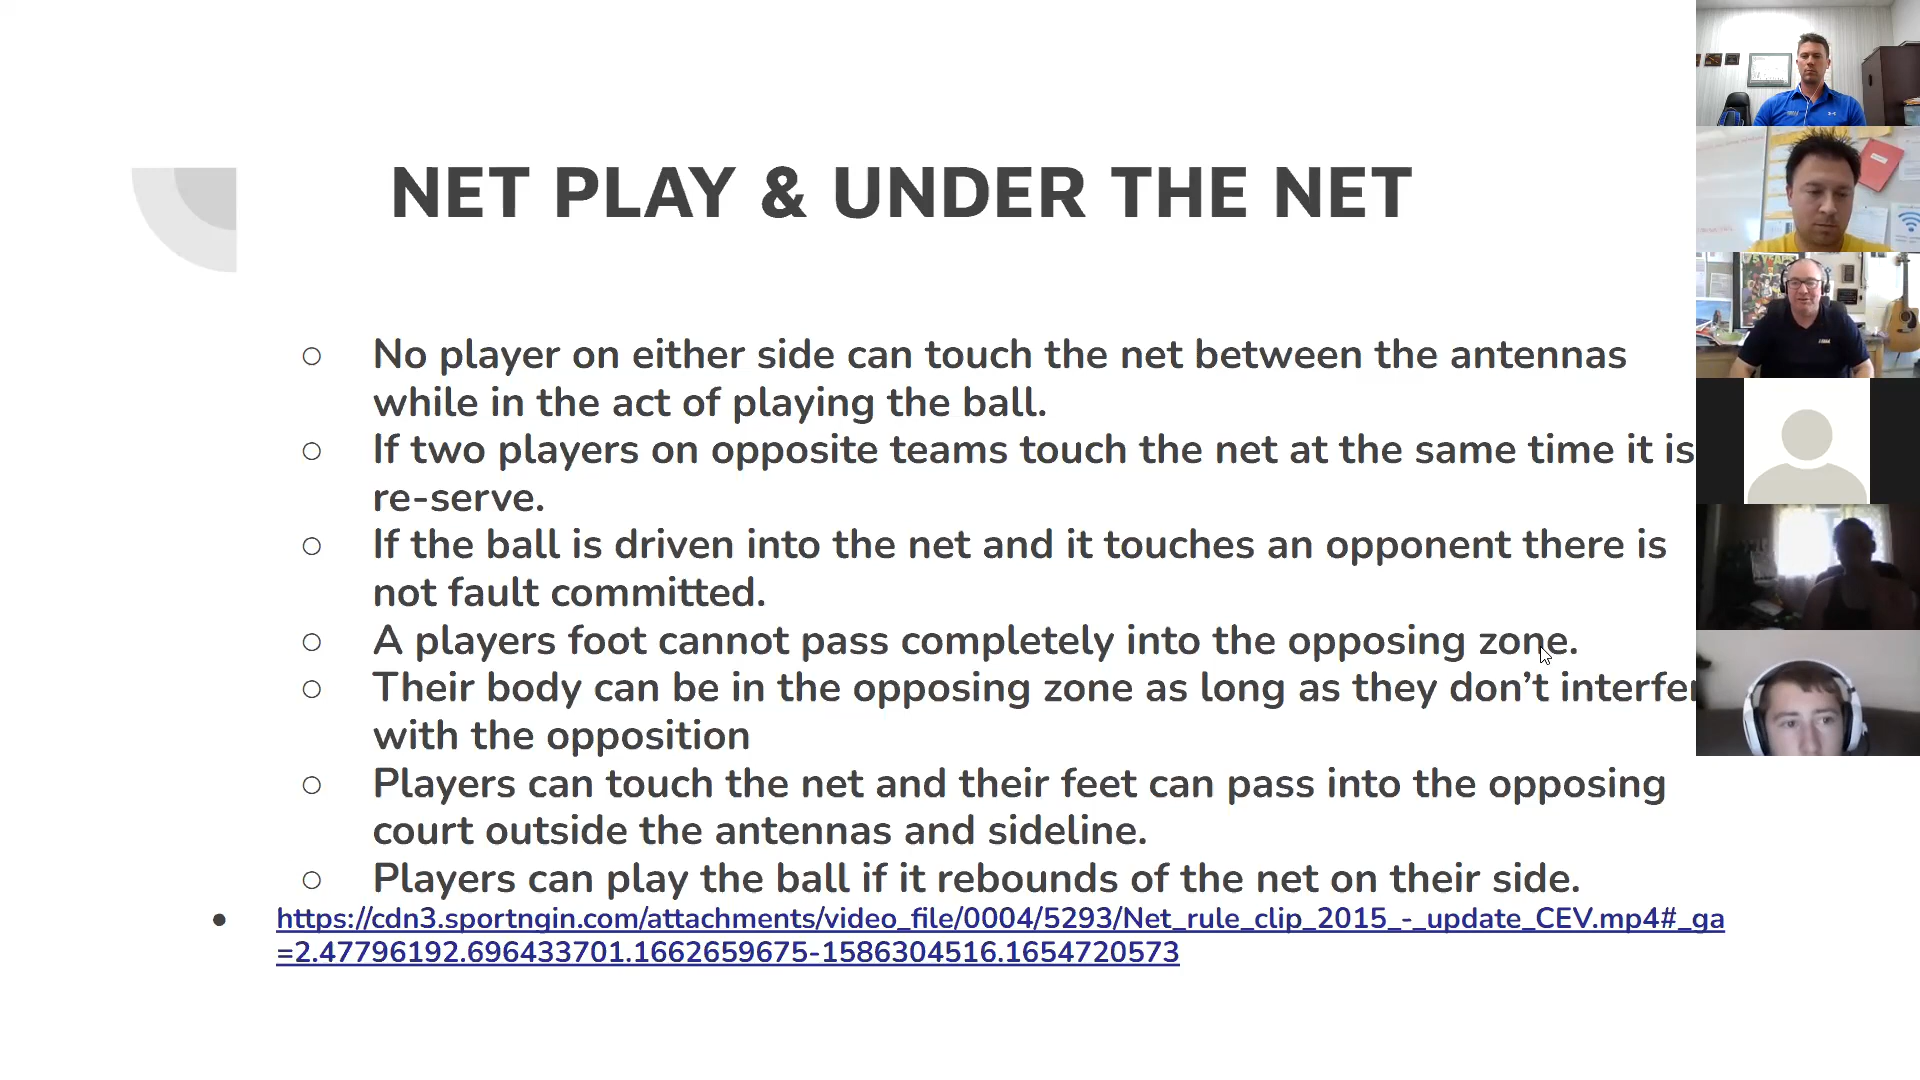 NET PLAY & UNDER THE NET
No player on either side can touch the net between the antennas
while in the act of playing the ball.
If two players on opposite teams touch the net at the same time it is
re-serve.
If the ball is driven into the net and it touches an opponent there is
not fault committed.
A players foot cannot pass completely into the opposing zone.
Their body can be in the opposing zone as long as they don’t interfer
with the opposition
Players can touch the net and their feet can pass into the opposing
court outside the antennas and sideline.
Players can play the ball if it rebounds of the net on their side.
https://cdn3.sportngin.com/attachments/video_file/0004/5293/Net_rule_clip_2015_-_update_CEV.mp4#_ga
=2.47796192.696433701.1662659675-1586304516.1654720573